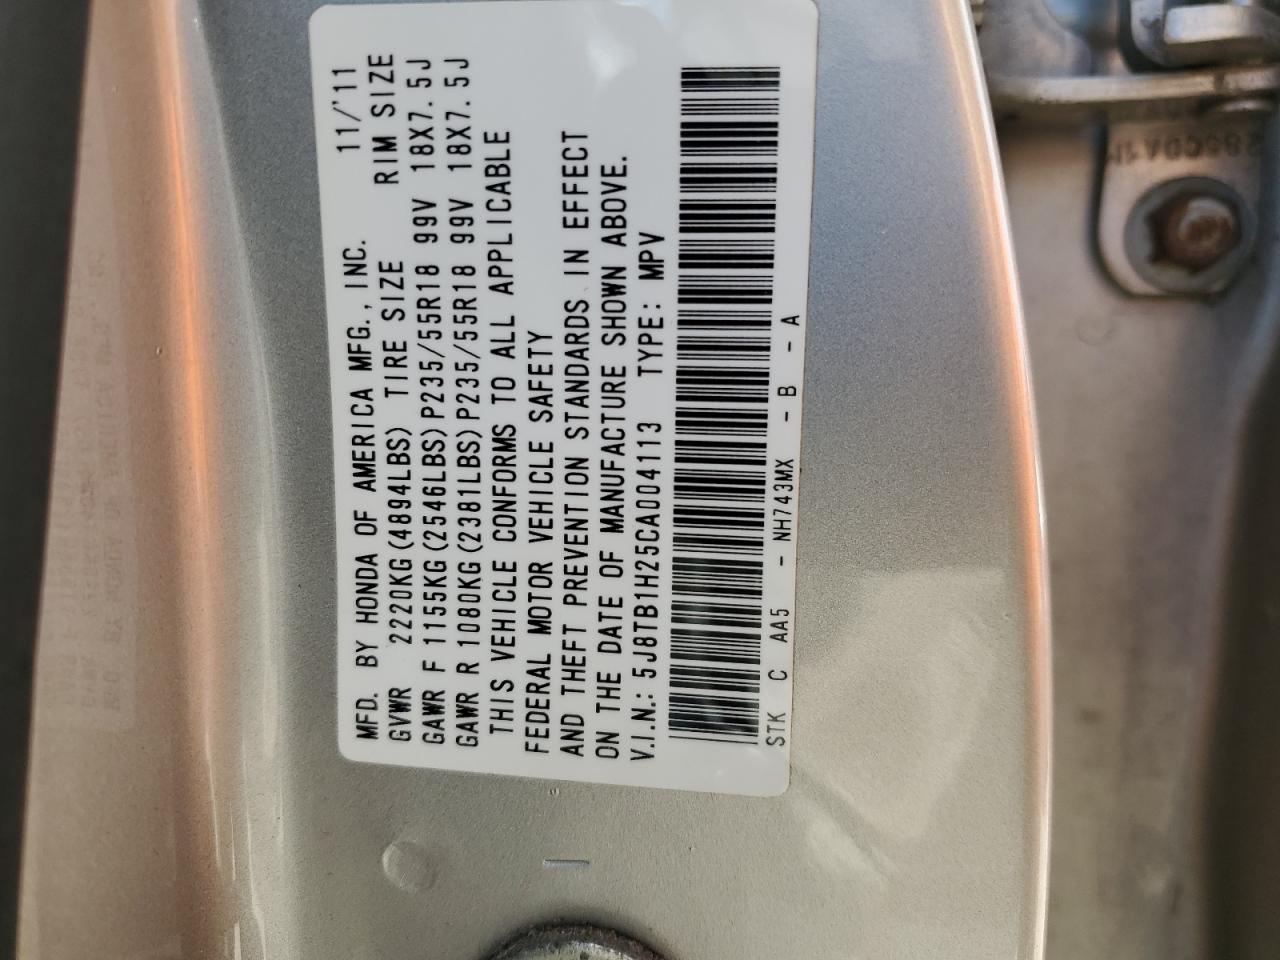 MFD. BY HONDA OF AMERICA MFG., INC. 11/'11
GVWR 2220KG(4894LBS) TIRE SIZE RIM SIZE
GAWR F 1155KG(2546LBS)P235/55R18 99V 18X7.5J
GAWR R 1080KG(2381LBS)P235/55R18 99V 18X7.5J
THIS VEHICLE CONFORMS TO ALL APPLICABLE
FEDERAL MOTOR VEHICLE SAFETY
AND THEFT PREVENTION STANDARDS IN EFFECT
ON THE DATE OF MANUFACTURE SHOWN ABOVE.
V.I.N.: 5J8TB1H25CA004113 TYPE: MPV
STK C AA5 - NH743MX - B - A